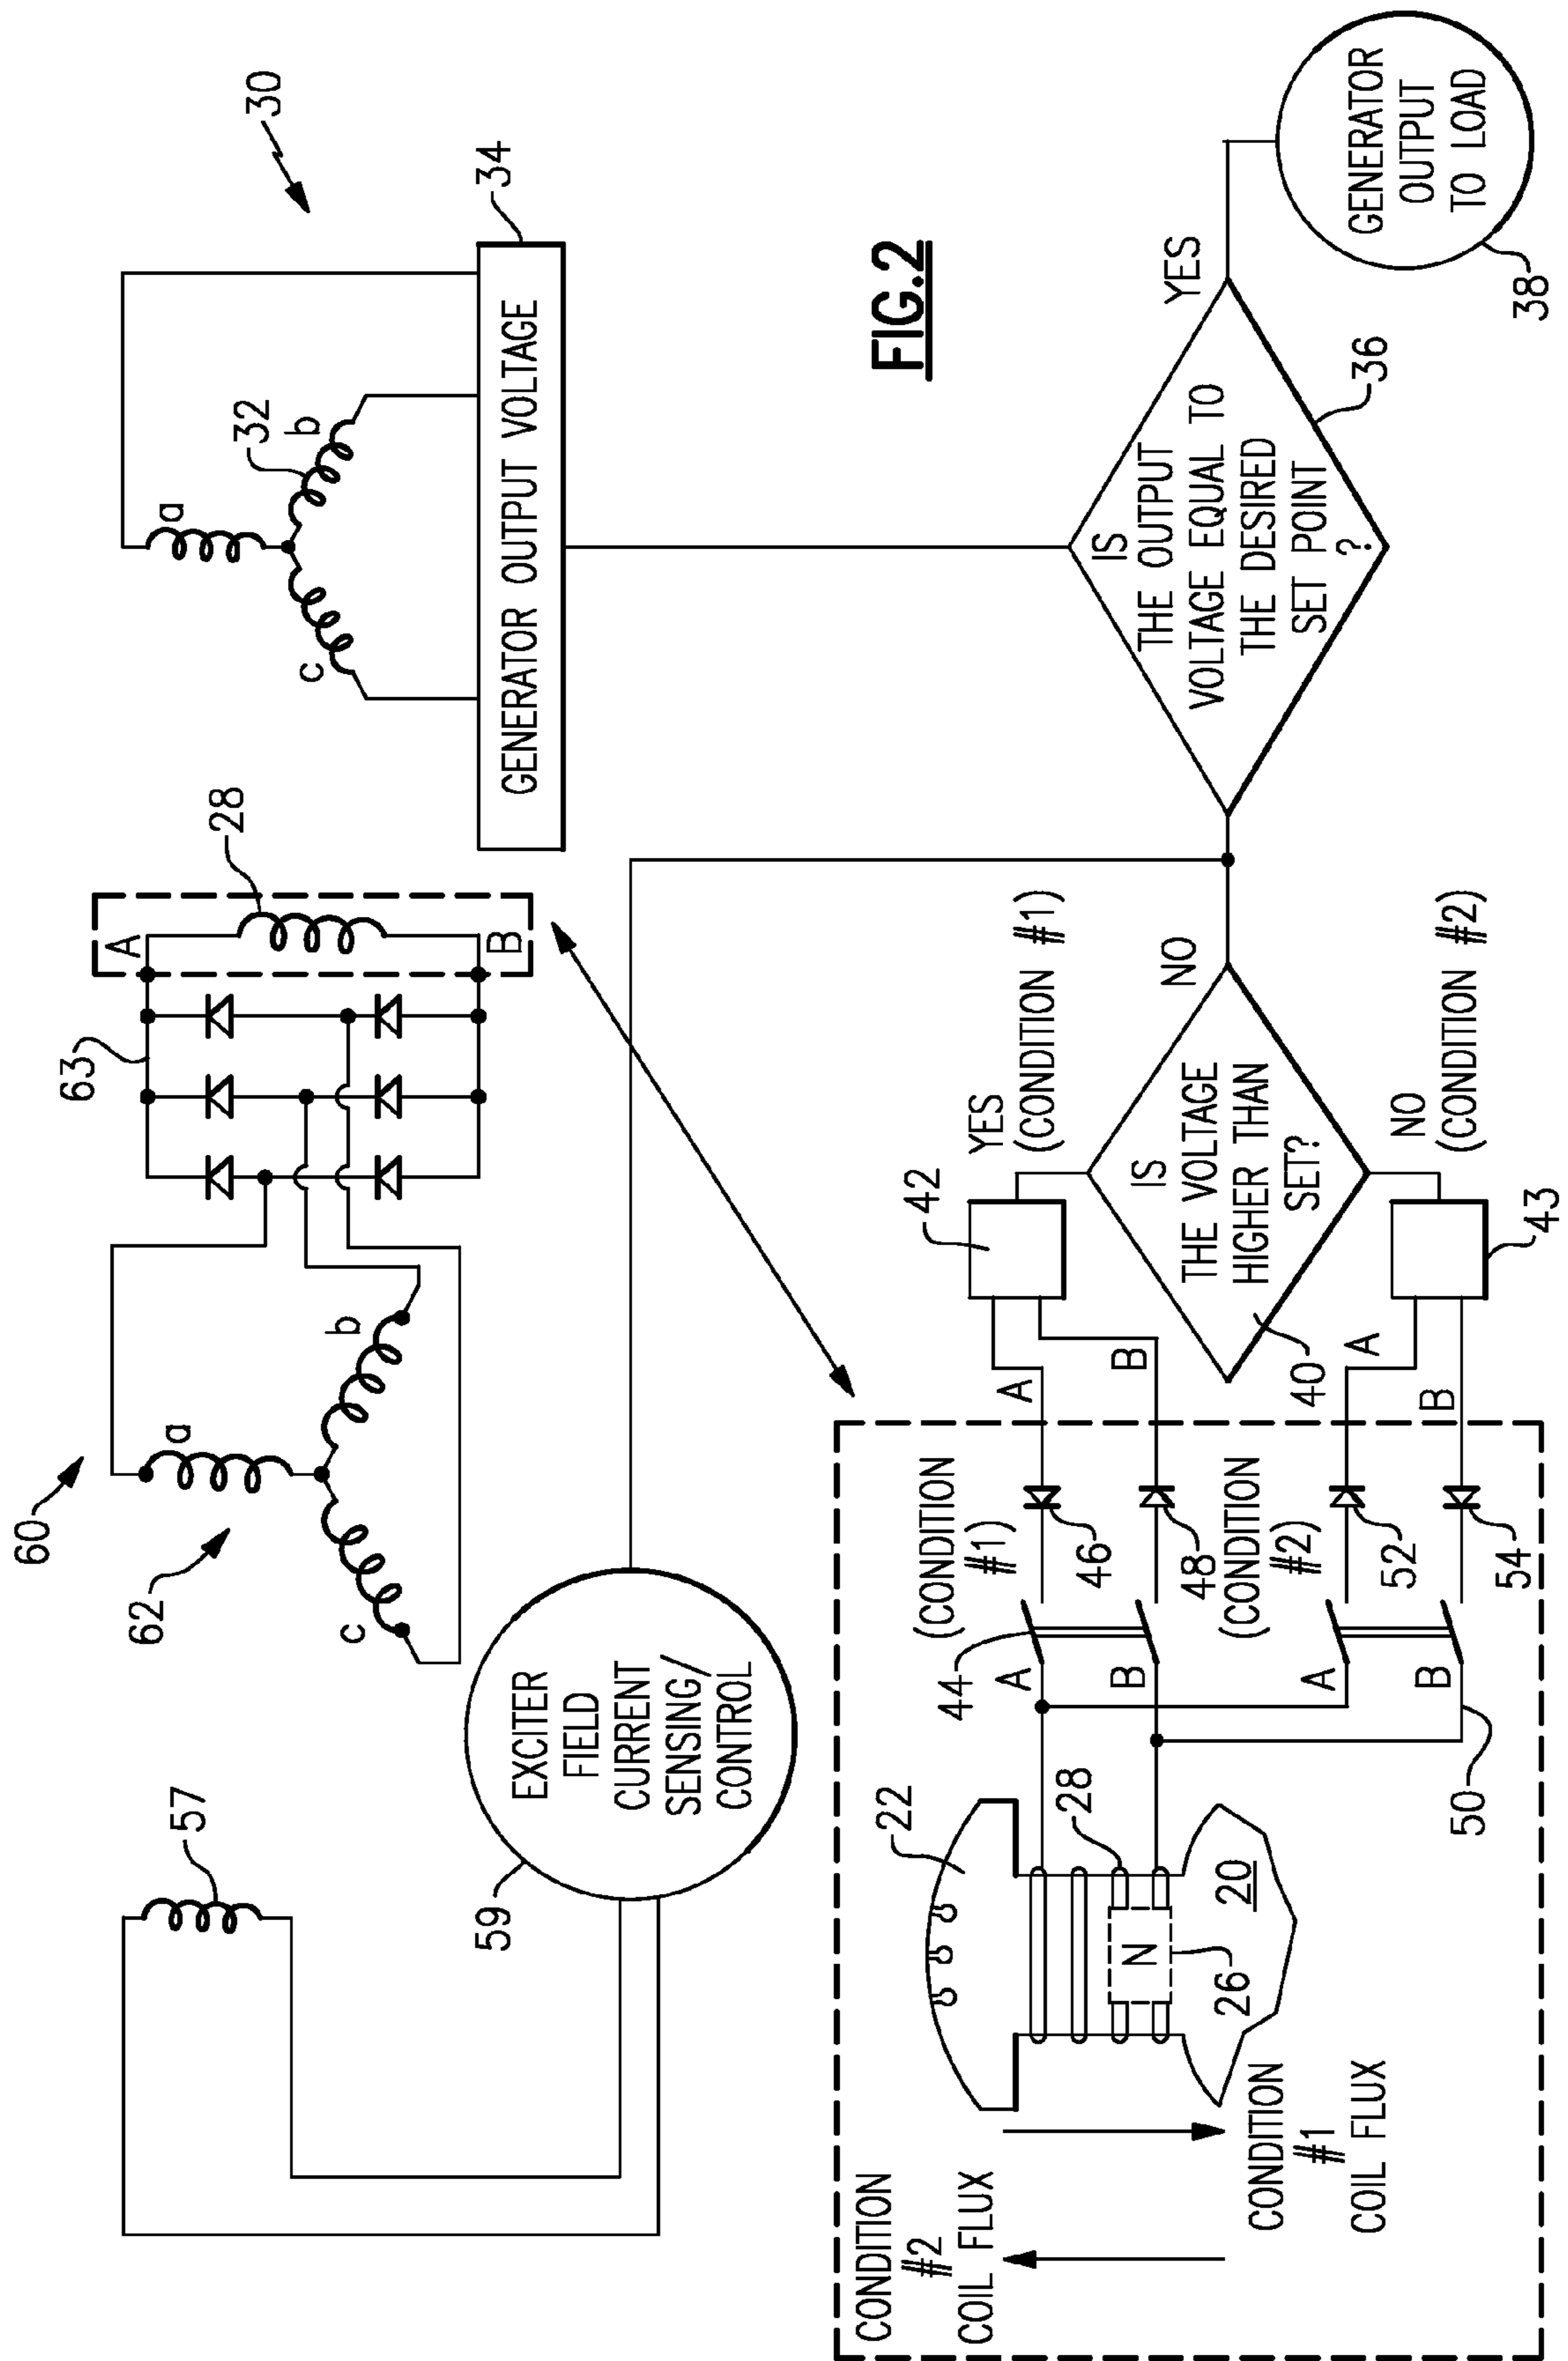 60
62
57
a
b
c
63
A
B
28
30
32
a
b
c
34
GENERATOR OUTPUT VOLTAGE
EXCITER
FIELD
CURRENT
SENSING/
CONTROL
59
FIG.2
CONDITION
#2
COIL FLUX
CONDITION
#1
COIL FLUX
22
28
N
26
20
44
A
B
A
B
50
(CONDITION
#1)
46
48
(CONDITION
#2)
52
54
A
B
A
B
42
43
YES
(CONDITION #1)
IS
THE VOLTAGE
HIGHER THAN
SET?
40
NO
(CONDITION #2)
NO
IS
THE OUTPUT
VOLTAGE EQUAL TO
THE DESIRED
SET POINT
?
36
YES
GENERATOR
OUTPUT
TO LOAD
38